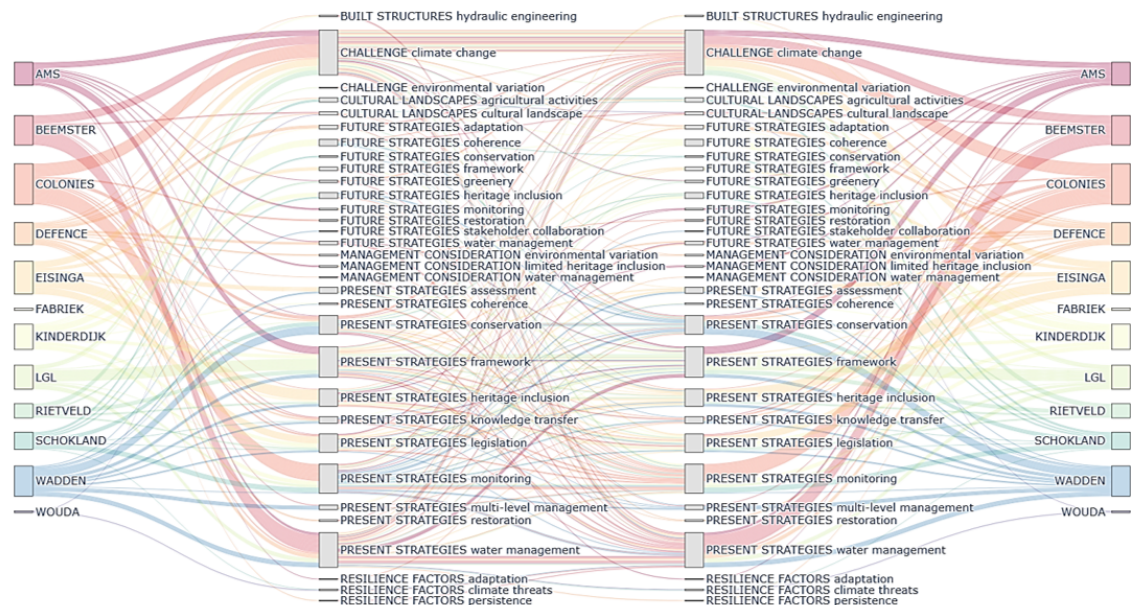 AMS
BEEMSTER
COLONIES
DEFENCE
EISINGA
FABRIEK
KINDERDIJK
LGL
RIETVELD
SCHOKLAND
WADDEN
WOUDA
BUILT STRUCTURES hydraulic engineering
CHALLENGE climate change
CHALLENGE environmental variation
CULTURAL LANDSCAPES agricultural activities
CULTURAL LANDSCAPES cultural landscape
FUTURE STRATEGIES adaptation
FUTURE STRATEGIES coherence
FUTURE STRATEGIES conservation
FUTURE STRATEGIES framework
FUTURE STRATEGIES greenery
FUTURE STRATEGIES heritage inclusion
FUTURE STRATEGIES monitoring
FUTURE STRATEGIES restoration
FUTURE STRATEGIES stakeholder collaboration
FUTURE STRATEGIES water management
MANAGEMENT CONSIDERATION environmental variation
MANAGEMENT CONSIDERATION limited heritage inclusion
MANAGEMENT CONSIDERATION water management
PRESENT STRATEGIES assessment
PRESENT STRATEGIES coherence
PRESENT STRATEGIES conservation
PRESENT STRATEGIES framework
PRESENT STRATEGIES heritage inclusion
PRESENT STRATEGIES knowledge transfer
PRESENT STRATEGIES legislation
PRESENT STRATEGIES monitoring
PRESENT STRATEGIES multi-level management
PRESENT STRATEGIES restoration
PRESENT STRATEGIES water management
RESILIENCE FACTORS adaptation
RESILIENCE FACTORS climate threats
RESILIENCE FACTORS persistence
BUILT STRUCTURES hydraulic engineering
CHALLENGE climate change
CHALLENGE environmental variation
CULTURAL LANDSCAPES agricultural activities
CULTURAL LANDSCAPES cultural landscape
FUTURE STRATEGIES adaptation
FUTURE STRATEGIES coherence
FUTURE STRATEGIES conservation
FUTURE STRATEGIES framework
FUTURE STRATEGIES greenery
FUTURE STRATEGIES heritage inclusion
FUTURE STRATEGIES monitoring
FUTURE STRATEGIES restoration
FUTURE STRATEGIES stakeholder collaboration
FUTURE STRATEGIES water management
MANAGEMENT CONSIDERATION environmental variation
MANAGEMENT CONSIDERATION limited heritage inclusion
MANAGEMENT CONSIDERATION water management
PRESENT STRATEGIES assessment
PRESENT STRATEGIES coherence
PRESENT STRATEGIES conservation
PRESENT STRATEGIES framework
PRESENT STRATEGIES heritage inclusion
PRESENT STRATEGIES knowledge transfer
PRESENT STRATEGIES legislation
PRESENT STRATEGIES monitoring
PRESENT STRATEGIES multi-level management
PRESENT STRATEGIES restoration
PRESENT STRATEGIES water management
RESILIENCE FACTORS adaptation
RESILIENCE FACTORS climate threats
RESILIENCE FACTORS persistence
AMS
BEEMSTER
COLONIES
DEFENCE
EISINGA
FABRIEK
KINDERDIJK
LGL
RIETVELD
SCHOKLAND
WADDEN
WOUDA